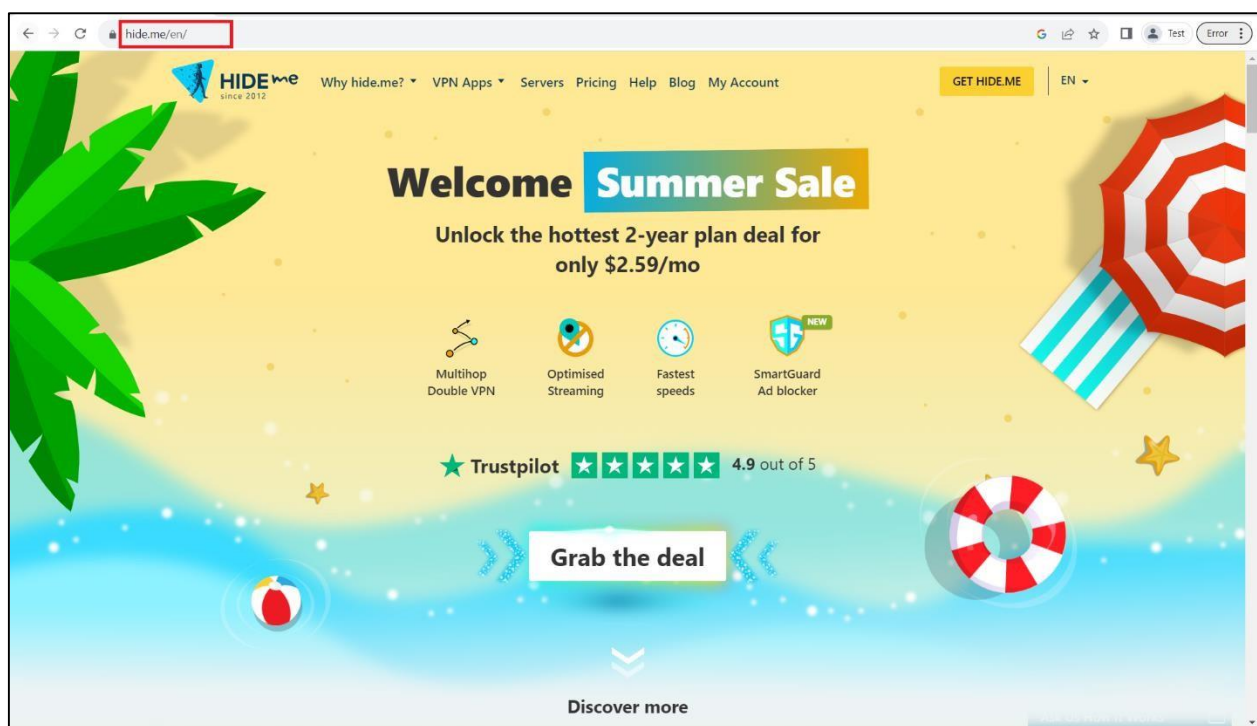 hide.me/en/
Test
Error
HIDE me
since 2012
Why hide.me? VPN Apps Servers Pricing Help Blog My Account
GET HIDE.ME
EN
Welcome Summer Sale
Unlock the hottest 2-year plan deal for
only $2.59/mo
NEW
Multihop
Double VPN
Optimised
Streaming
Fastest
speeds
SmartGuard
Ad blocker
Trustpilot 4.9 out of 5
Grab the deal
Discover more